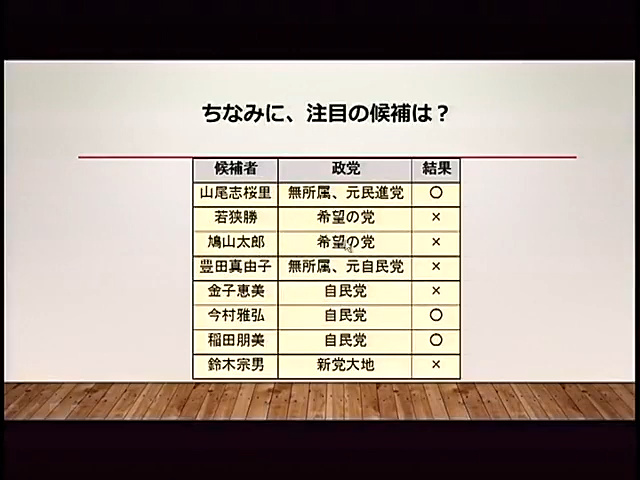 ちなみに、注目の候補は？
候補者 政党 結果
山尾志桜里 無所属、元民進党 〇
若狭勝 希望の党 ×
鳩山太郎 希望の党 ×
豊田真由子 無所属、元自民党 ×
金子恵美 自民党 ×
今村雅弘 自民党 〇
稲田朋美 自民党 〇
鈴木宗男 新党大地 ×